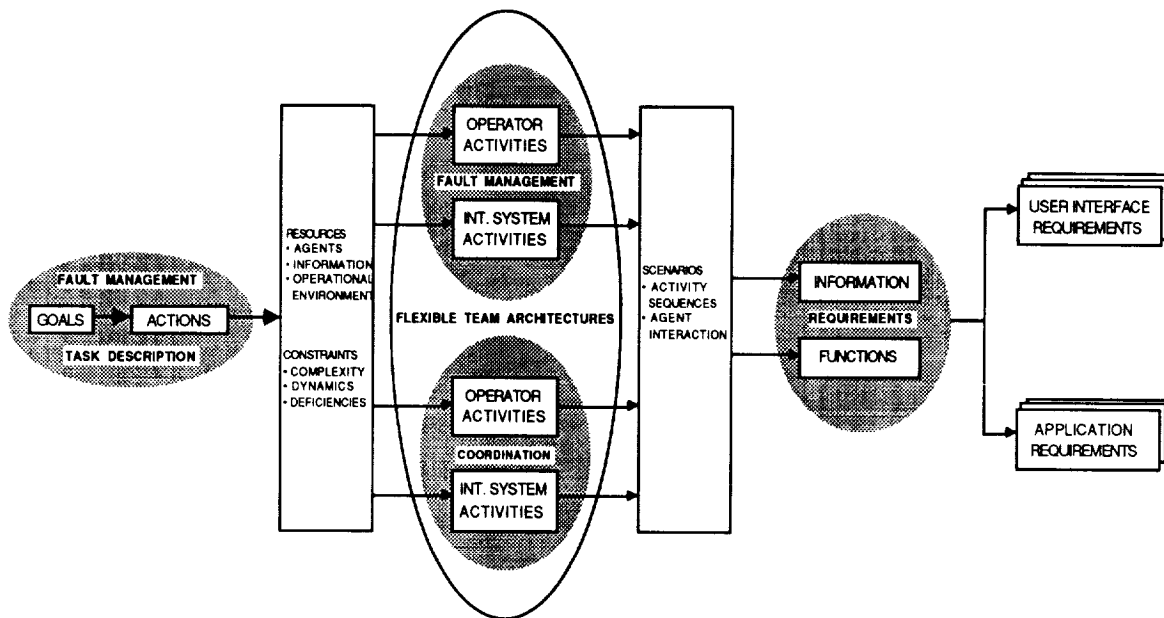 FAULT MANAGEMENT
GOALS
ACTIONS
TASK DESCRIPTION
RESOURCES
• AGENTS
• INFORMATION
• OPERATIONAL
ENVIRONMENT
CONSTRAINTS
• COMPLEXITY
• DYNAMICS
• DEFICIENCIES
OPERATOR
ACTIVITIES
FAULT MANAGEMENT
INT. SYSTEM
ACTIVITIES
FLEXIBLE TEAM ARCHITECTURES
OPERATOR
ACTIVITIES
COORDINATION
INT. SYSTEM
ACTIVITIES
SCENARIOS
• ACTIVITY
SEQUENCES
• AGENT
INTERACTION
INFORMATION
REQUIREMENTS
FUNCTIONS
USER INTERFACE
REQUIREMENTS
APPLICATION
REQUIREMENTS